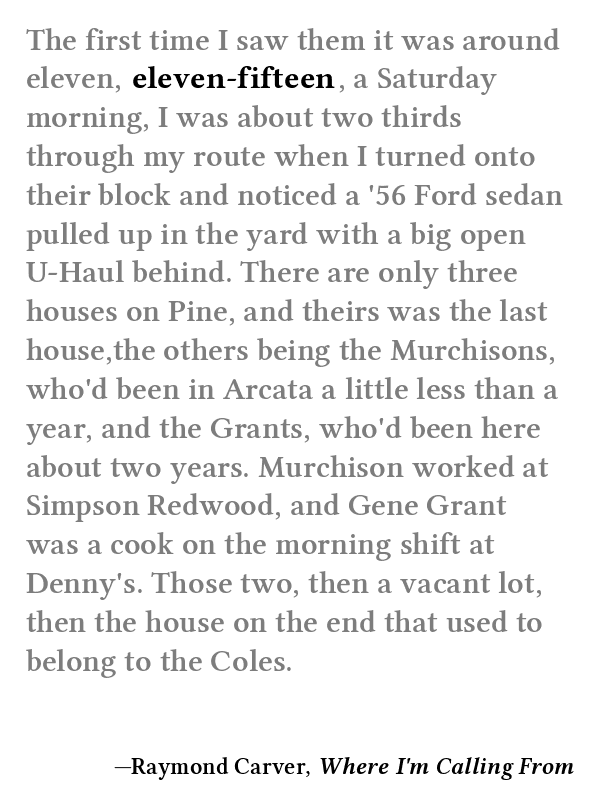 The first time I saw them it was around
eleven, eleven-fifteen, a Saturday
morning, I was about two thirds
through my route when I turned onto
their block and noticed a '56 Ford sedan
pulled up in the yard with a big open
U-Haul behind. There are only three
houses on Pine, and theirs was the last
house,the others being the Murchisons,
who'd been in Arcata a little less than a
year, and the Grants, who'd been here
about two years. Murchison worked at
Simpson Redwood, and Gene Grant
was a cook on the morning shift at
Denny's. Those two, then a vacant lot,
then the house on the end that used to
belong to the Coles.
—Raymond Carver, Where I'm Calling From